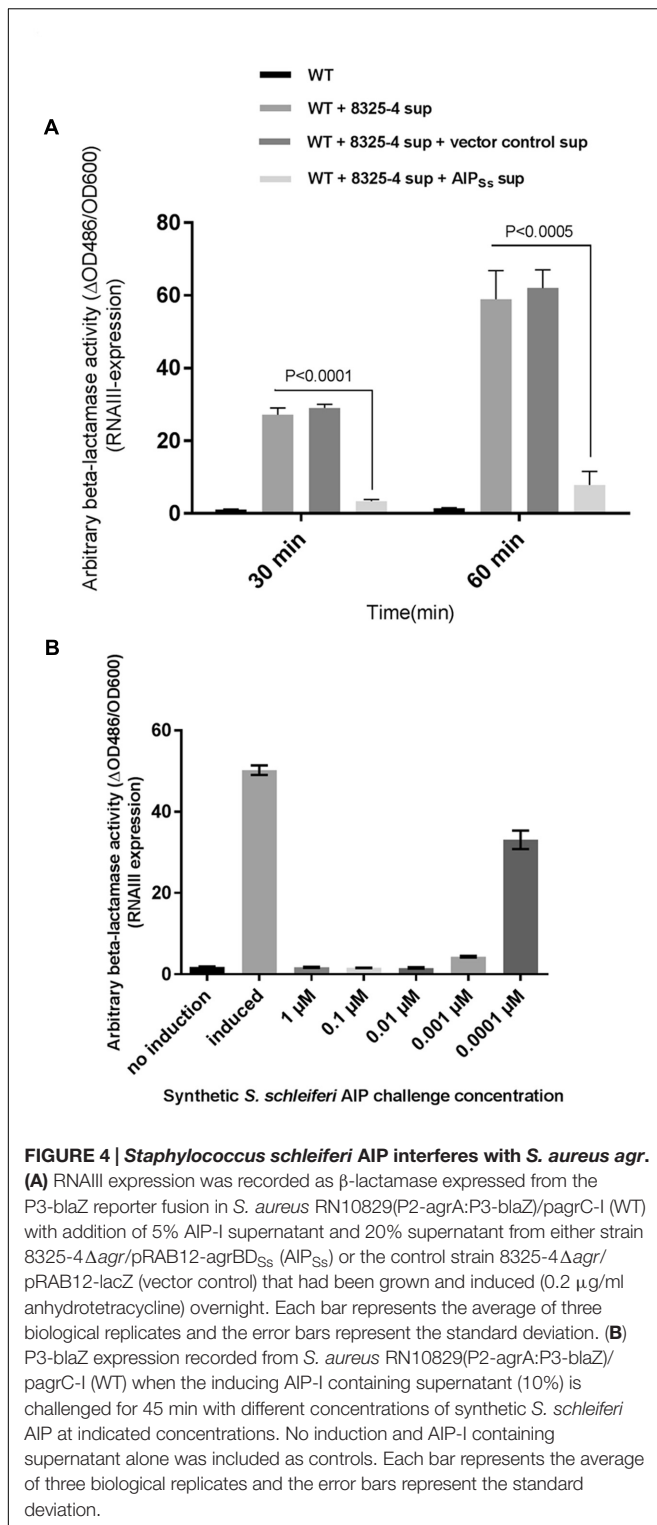 WT
WT + 8325-4 sup
WT + 8325-4 sup + vector control sup
WT + 8325-4 sup + AIPSs sup
A
Arbitrary beta-lactamase activity (ΔOD486/OD600)
(RNAIII-expression)
80
60
40
20
0
P<0.0001
P<0.0005
30 min
60 min
Time(min)
B
Arbitrary beta-lactamase activity (ΔOD486/OD600)
(RNAIII expression)
60
40
20
0
no induction
induced
1 µM
0.1 µM
0.01 µM
0.001 µM
0.0001 µM
Synthetic S. schleiferi AIP challenge concentration
FIGURE 4 | Staphylococcus schleiferi AIP interferes with S. aureus agr.
(A) RNAIII expression was recorded as β-lactamase expressed from the
P3-blaZ reporter fusion in S. aureus RN10829(P2-agrA:P3-blaZ)/pagrC-I (WT)
with addition of 5% AIP-I supernatant and 20% supernatant from either strain
8325-4Δagr/pRAB12-agrBDSs (AIPSs) or the control strain 8325-4Δagr/
pRAB12-lacZ (vector control) that had been grown and induced (0.2 µg/ml
anhydrotetracycline) overnight. Each bar represents the average of three
biological replicates and the error bars represent the standard deviation. (B)
P3-blaZ expression recorded from S. aureus RN10829(P2-agrA:P3-blaZ)/
pagrC-I (WT) when the inducing AIP-I containing supernatant (10%) is
challenged for 45 min with different concentrations of synthetic S. schleiferi
AIP at indicated concentrations. No induction and AIP-I containing
supernatant alone was included as controls. Each bar represents the average
of three biological replicates and the error bars represent the standard
deviation.